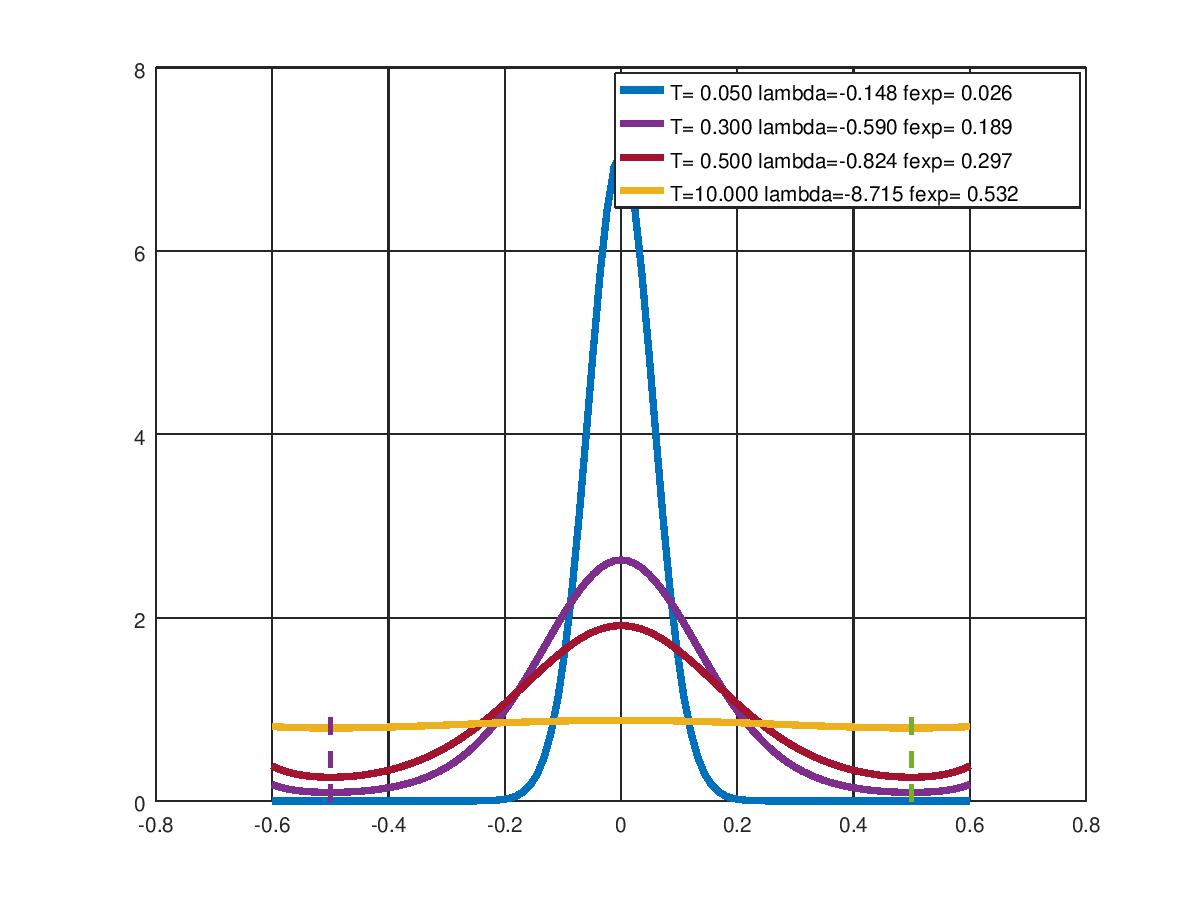 8
T= 0.050 lambda=-0.148 fexp= 0.026
T= 0.300 lambda=-0.590 fexp= 0.189
T= 0.500 lambda=-0.824 fexp= 0.297
T=10.000 lambda=-8.715 fexp= 0.532
6
4
2
0
-0.8 -0.6 -0.4 -0.2 0 0.2 0.4 0.6 0.8